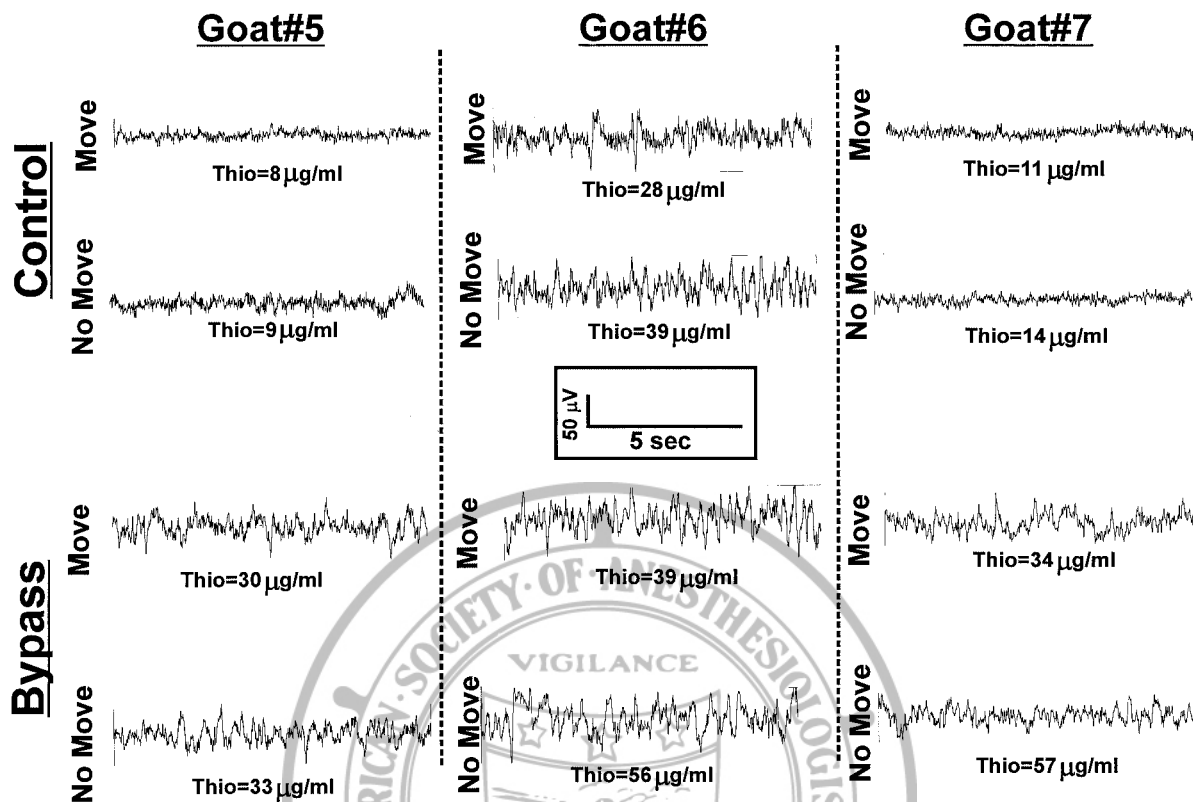 Goat#5
Goat#6
Goat#7
Control
Move
Thio=8 µg/ml
Move
Thio=28 µg/ml
Move
Thio=11 µg/ml
No Move
Thio=9 µg/ml
No Move
Thio=39 µg/ml
No Move
Thio=14 µg/ml
50 µV
5 sec
Bypass
Move
Thio=30 µg/ml
Move
Thio=39 µg/ml
Move
Thio=34 µg/ml
No Move
Thio=33 µg/ml
No Move
Thio=56 µg/ml
No Move
Thio=57 µg/ml
SOCIETY·OF·ANESTHESIOLOGIS
VIGILANCE